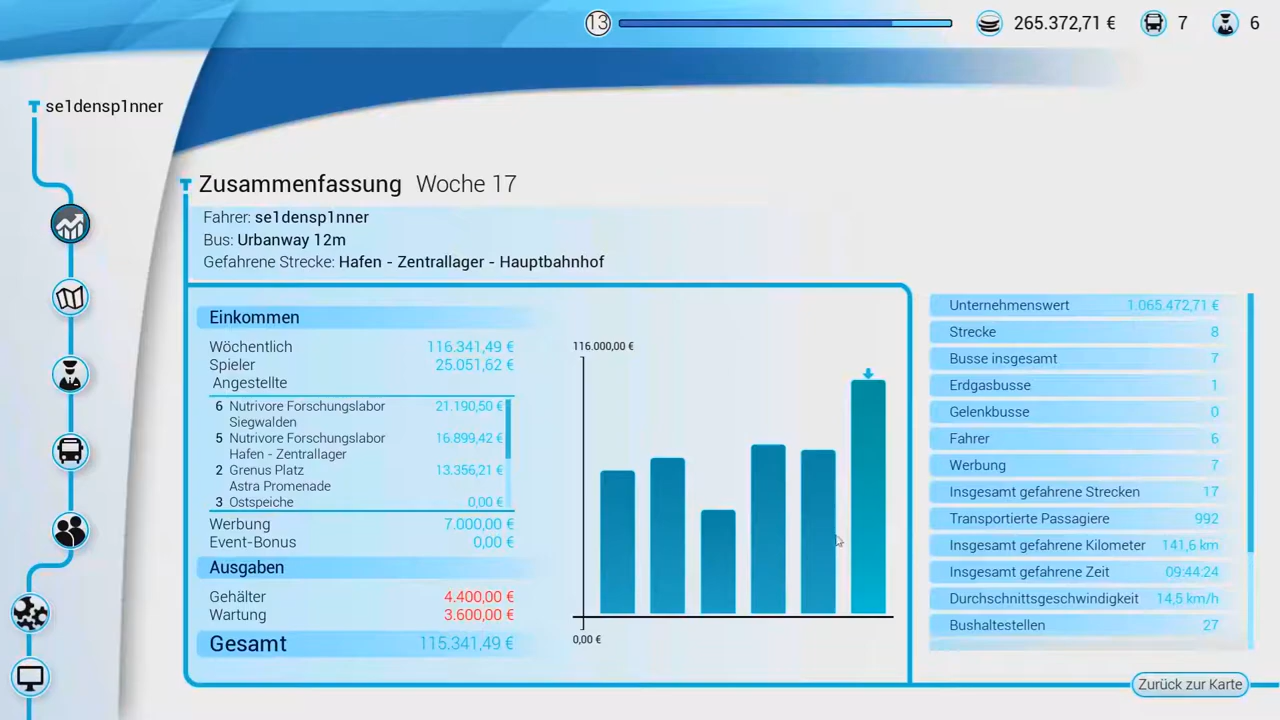 13
265.372,71 €
7
6
se1densp1nner
Zusammenfassung Woche 17
Fahrer: se1densp1nner
Bus: Urbanway 12m
Gefahrene Strecke: Hafen - Zentrallager - Hauptbahnhof
Einkommen
Wöchentlich 116.341,49 €
Spieler 25.051,62 €
Angestellte
6 Nutrivore Forschungslabor 21.190,50 €
Siegwalden
5 Nutrivore Forschungslabor 16.899,42 €
Hafen - Zentrallager
2 Grenus Platz 13.356,21 €
Astra Promenade
3 Ostspeiche 0,00 €
Werbung 7.000,00 €
Event-Bonus 0,00 €
Ausgaben
Gehälter 4.400,00 €
Wartung 3.600,00 €
Gesamt 115.341,49 €
116.000,00 €
0,00 €
Unternehmenswert 1.065.472,71 €
Strecke 8
Busse insgesamt 7
Erdgasbusse 1
Gelenkbusse 0
Fahrer 6
Werbung 7
Insgesamt gefahrene Strecken 17
Transportierte Passagiere 992
Insgesamt gefahrene Kilometer 141,6 km
Insgesamt gefahrene Zeit 09:44:24
Durchschnittsgeschwindigkeit 14,5 km/h
Bushaltestellen 27
Zurück zur Karte